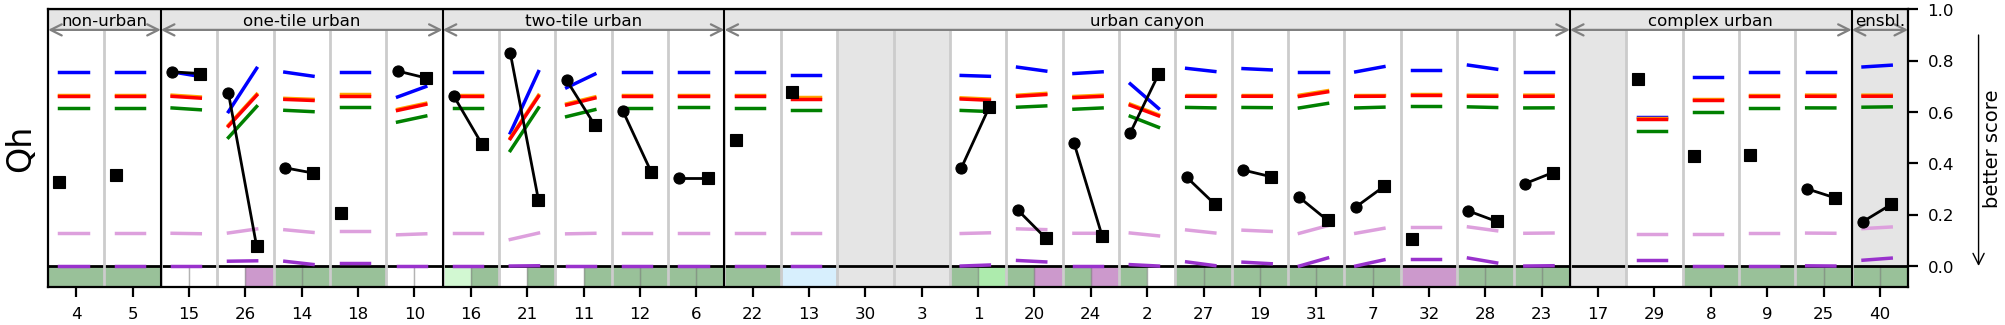 non-urban one-tile urban two-tile urban urban canyon complex urban ensbl.
1.0
0.8
0.6
0.4
0.2
0.0
Qh
better score
4 5 15 26 14 18 10 16 21 11 12 6 22 13 30 3 1 20 24 2 27 19 31 7 32 28 23 17 29 8 9 25 40